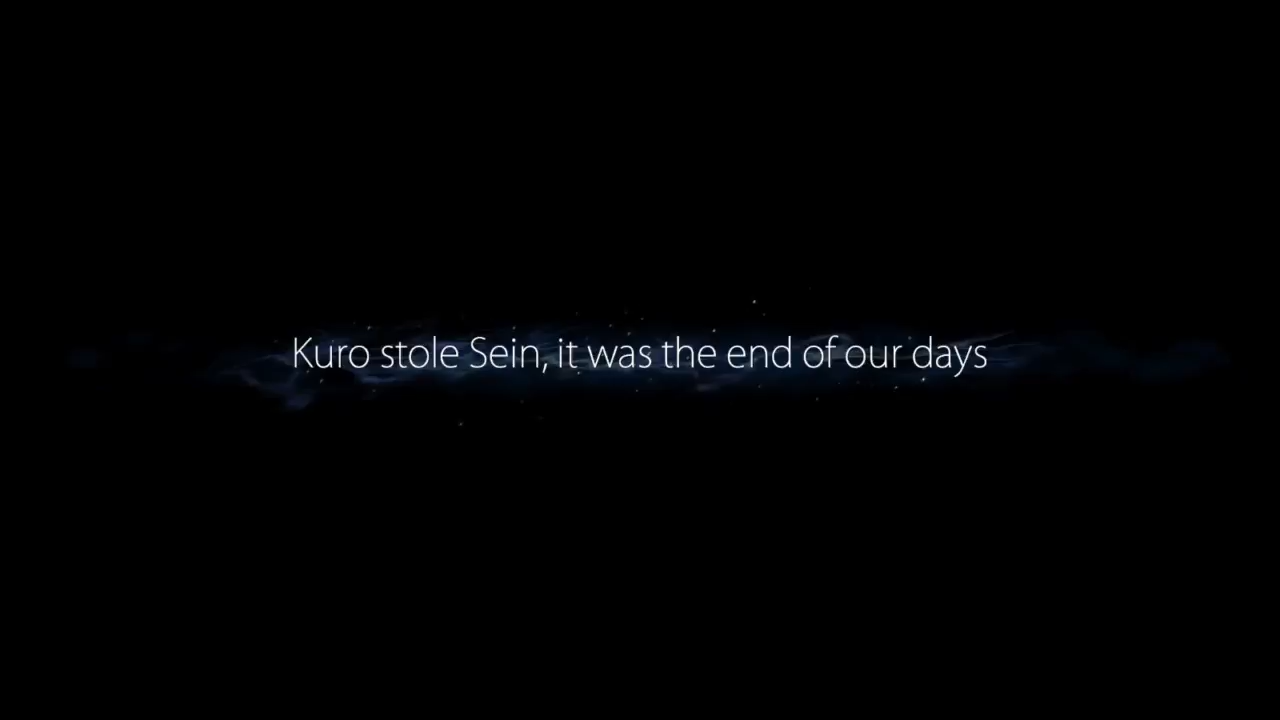 Kuro stole Sein, it was the end of our days